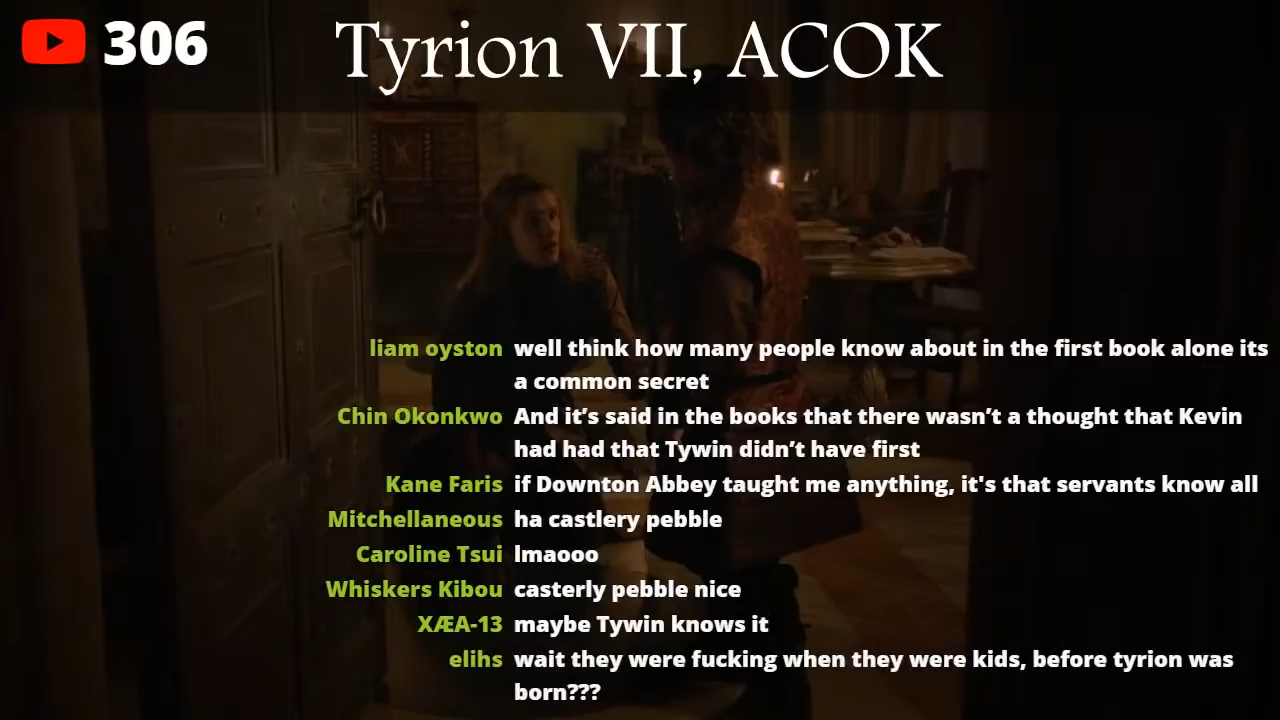 306
Tyrion VII, ACOK
liam oyston well think how many people know about in the first book alone its
a common secret
Chin Okonkwo And it’s said in the books that there wasn’t a thought that Kevin
had had that Tywin didn’t have first
Kane Faris if Downton Abbey taught me anything, it's that servants know all
Mitchellaneous ha castlery pebble
Caroline Tsui lmaooo
Whiskers Kibou casterly pebble nice
XÆA-13 maybe Tywin knows it
elihs wait they were fucking when they were kids, before tyrion was
born???